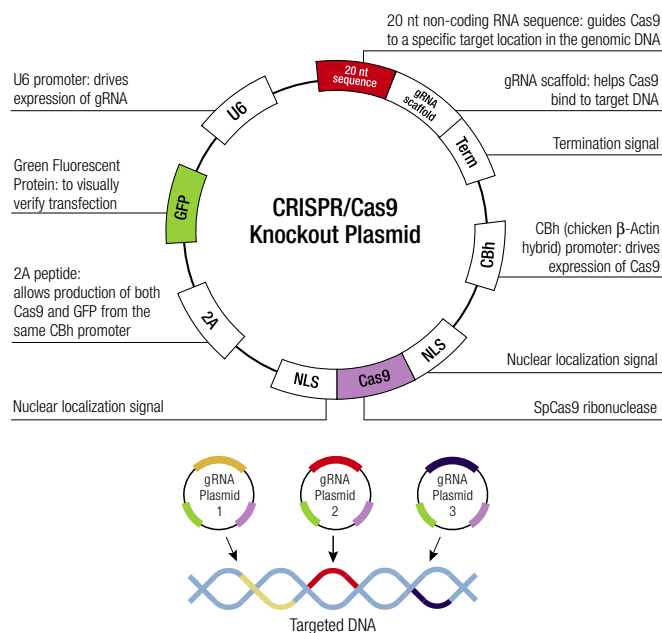 20 nt non-coding RNA sequence: guides Cas9
to a specific target location in the genomic DNA
U6 promoter: drives
expression of gRNA
20 nt
sequence
gRNA
scaffold
gRNA scaffold: helps Cas9
bind to target DNA
U6
Term
Termination signal
Green Fluorescent
Protein: to visually
verify transfection
GFP
CRISPR/Cas9
Knockout Plasmid
CBh
CBh (chicken β-Actin
hybrid) promoter: drives
expression of Cas9
2A peptide:
allows production of both
Cas9 and GFP from the
same CBh promoter
2A
NLS
Cas9
NLS
Nuclear localization signal
Nuclear localization signal
SpCas9 ribonuclease
gRNA
Plasmid
1
gRNA
Plasmid
2
gRNA
Plasmid
3
Targeted DNA